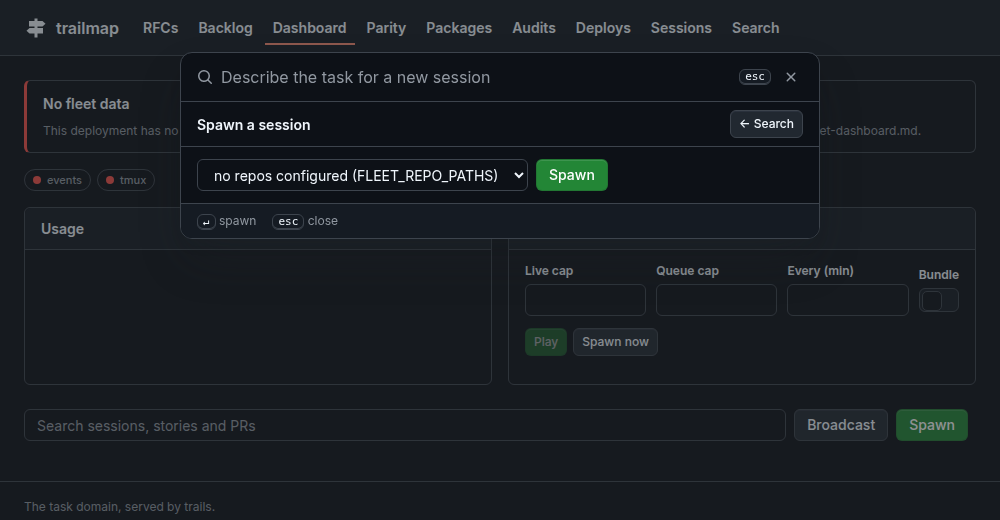 trailmap RFCs Backlog Dashboard Parity Packages Audits Deploys Sessions Search
Describe the task for a new session esc
No fleet data
This deployment has no
et-dashboard.md.
Spawn a session
← Search
no repos configured (FLEET_REPO_PATHS) Spawn
events tmux
↵ spawn esc close
Usage
Live cap Queue cap Every (min) Bundle
Play Spawn now
Search sessions, stories and PRs Broadcast Spawn
The task domain, served by trails.